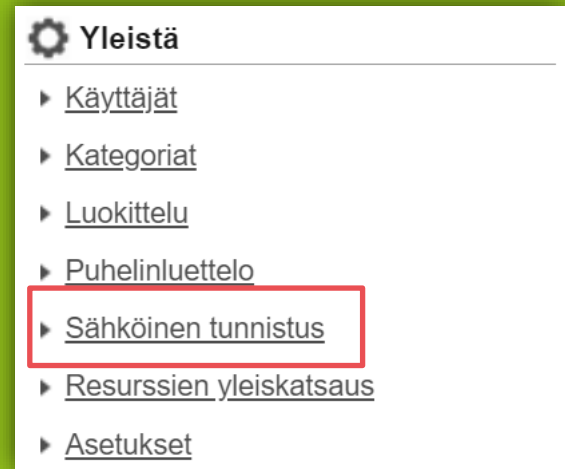 Yleistä
Käyttäjät
Kategoriat
Luokittelu
Puhelinluettelo
Sähköinen tunnistus
Resurssien yleiskatsaus
Asetukset